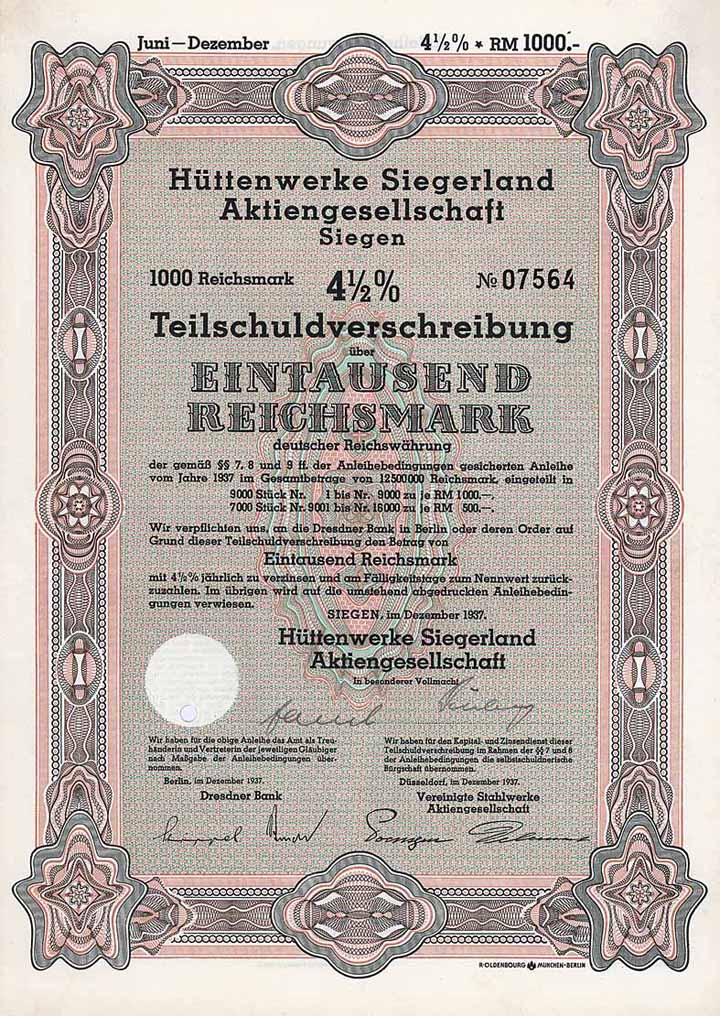 Juni — Dezember 4½% * RM 1000.-
Hüttenwerke Siegerland
Aktiengesellschaft
Siegen
1000 Reichsmark 4½% № 07564
Teilschuldverschreibung
über
EINTAUSEND
REICHSMARK
deutscher Reichswährung
der gemäß §§ 7, 8 und 9 ff. der Anleihebedingungen gesicherten Anleihe
vom Jahre 1937 im Gesamtbetrage von 12500000 Reichsmark, eingeteilt in
9000 Stück Nr. 1 bis Nr. 9000 zu je RM 1000.—,
7000 Stück Nr. 9001 bis Nr. 16000 zu je RM 500.—.
Wir verpflichten uns, an die Dresdner Bank in Berlin oder deren Order auf
Grund dieser Teilschuldverschreibung den Betrag von
Eintausend Reichsmark
mit 4½% jährlich zu verzinsen und am Fälligkeitstage zum Nennwert zurück-
zuzahlen. Im übrigen wird auf die umstehend abgedruckten Anleihebedin-
gungen verwiesen.
SIEGEN, im Dezember 1937.
Hüttenwerke Siegerland
Aktiengesellschaft
In besonderer Vollmacht
Wir haben für die obige Anleihe das Amt als Treu-
händerin und Vertreterin der jeweiligen Gläubiger
nach Maßgabe der Anleihebedingungen über-
nommen.
Berlin, im Dezember 1937.
Dresdner Bank
Wir haben für den Kapital- und Zinsendienst dieser
Teilschuldverschreibung im Rahmen der §§ 7 und 8
der Anleihebedingungen die selbstschuldnerische
Bürgschaft übernommen.
Düsseldorf, im Dezember 1937.
Vereinigte Stahlwerke
Aktiengesellschaft
R·OLDENBOURG MÜNCHEN-BERLIN